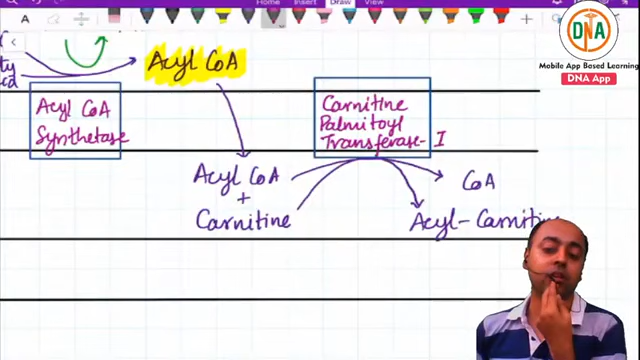 Home
Insert
Draw
View
A
DNA
Mobile App Based Learning
DNA App
Acyl CoA
Acyl CoA
Synthetase
Carnitine
Palmitoyl
Transferase - I
Acyl CoA
+
Carnitine
CoA
Acyl-Carnitine